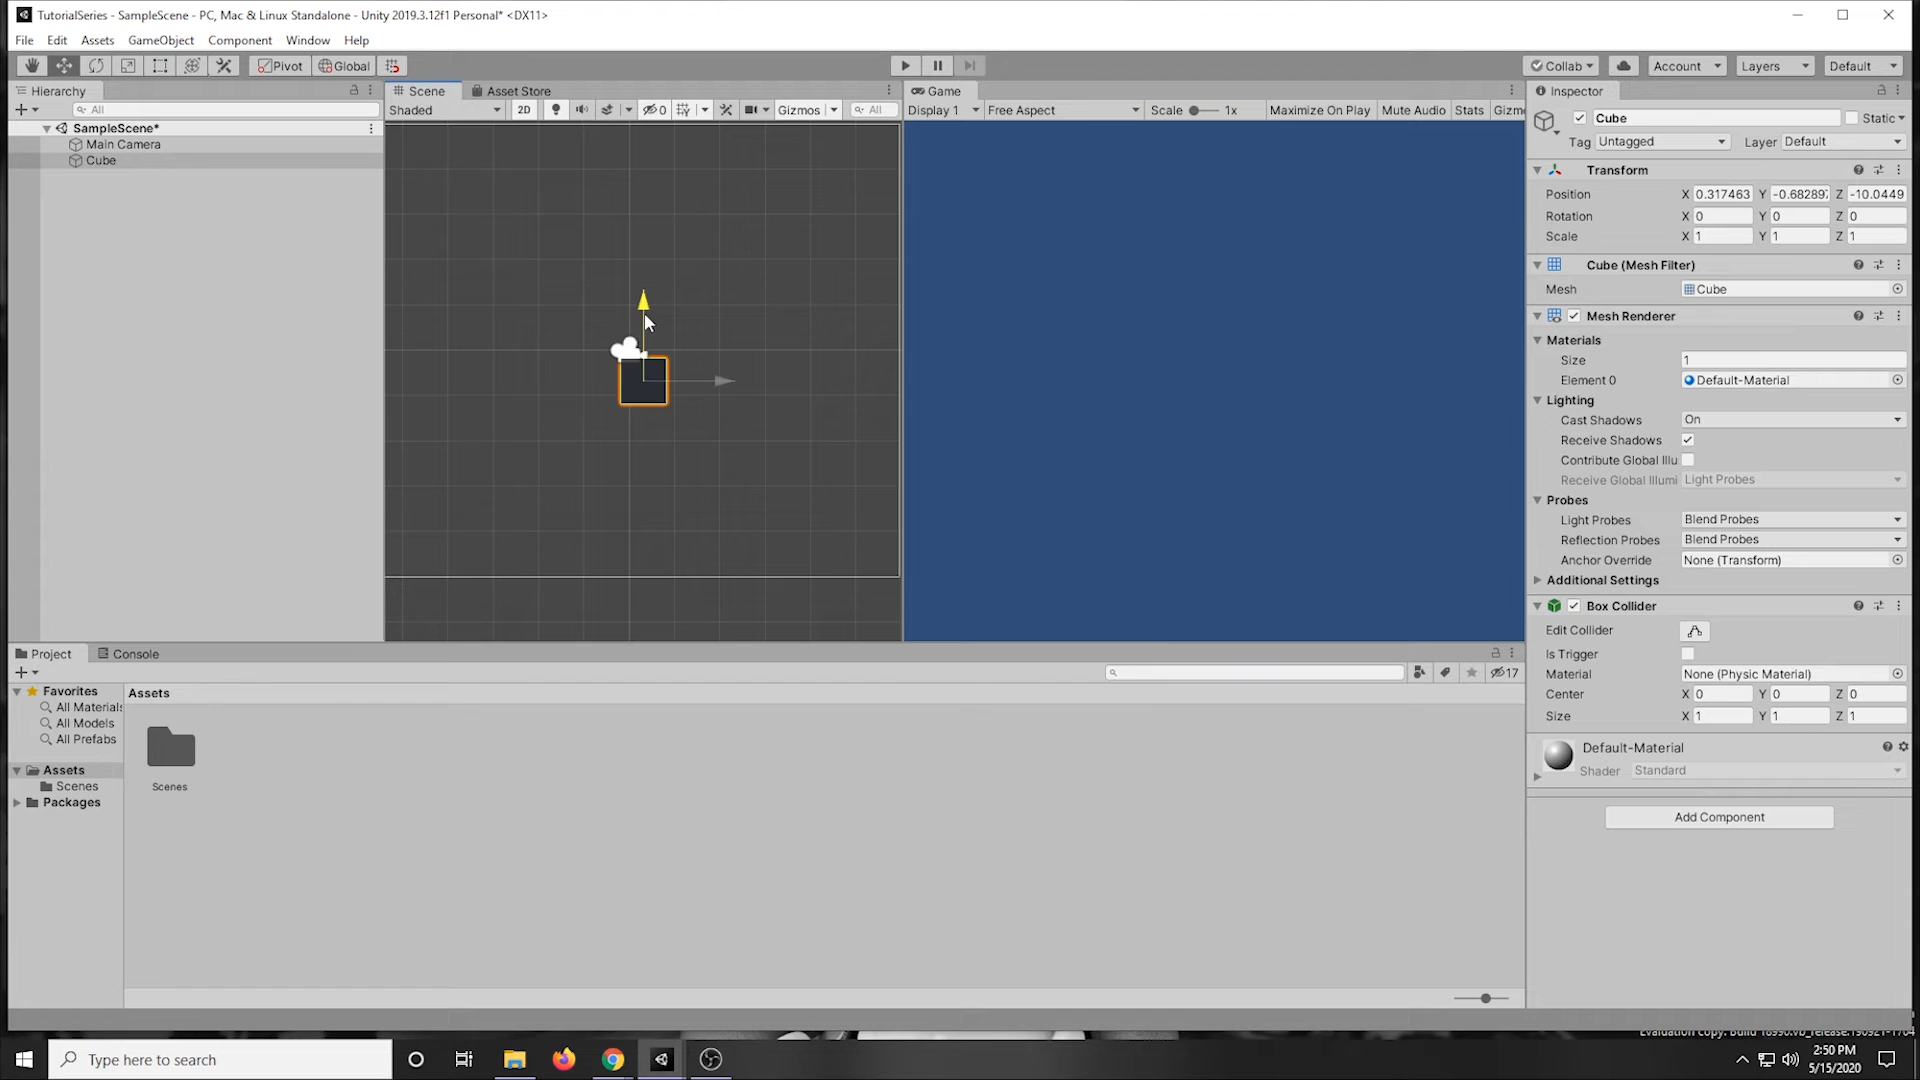 TutorialSeries - SampleScene - PC, Mac & Linux Standalone - Unity 2019.3.12f1 Personal* <DX11>
File Edit Assets GameObject Component Window Help
Pivot Global Collab Account Layers Default
Hierarchy Scene Asset Store Game Inspector
All Shaded 2D 0 Gizmos All Display 1 Free Aspect Scale 1x Maximize On Play Mute Audio Stats Gizm
SampleScene*
Main Camera
Cube
Cube Static
Tag Untagged Layer Default
Transform
Position X 0.317463 Y -0.68289 Z -10.0449
Rotation X 0 Y 0 Z 0
Scale X 1 Y 1 Z 1
Cube (Mesh Filter)
Mesh Cube
Mesh Renderer
Materials
Size 1
Element 0 Default-Material
Lighting
Cast Shadows On
Receive Shadows
Contribute Global Illu
Receive Global Illumi Light Probes
Probes
Light Probes Blend Probes
Reflection Probes Blend Probes
Anchor Override None (Transform)
Additional Settings
Box Collider
Edit Collider
Is Trigger
Material None (Physic Material)
Center X 0 Y 0 Z 0
Size X 1 Y 1 Z 1
Default-Material
Shader Standard
Add Component
Project Console
17
Favorites
All Materials
All Models
All Prefabs
Assets
Scenes
Packages
Assets
Scenes
Evaluation copy. Build 18990.vb_release.190921-1704
Type here to search
2:50 PM
5/15/2020